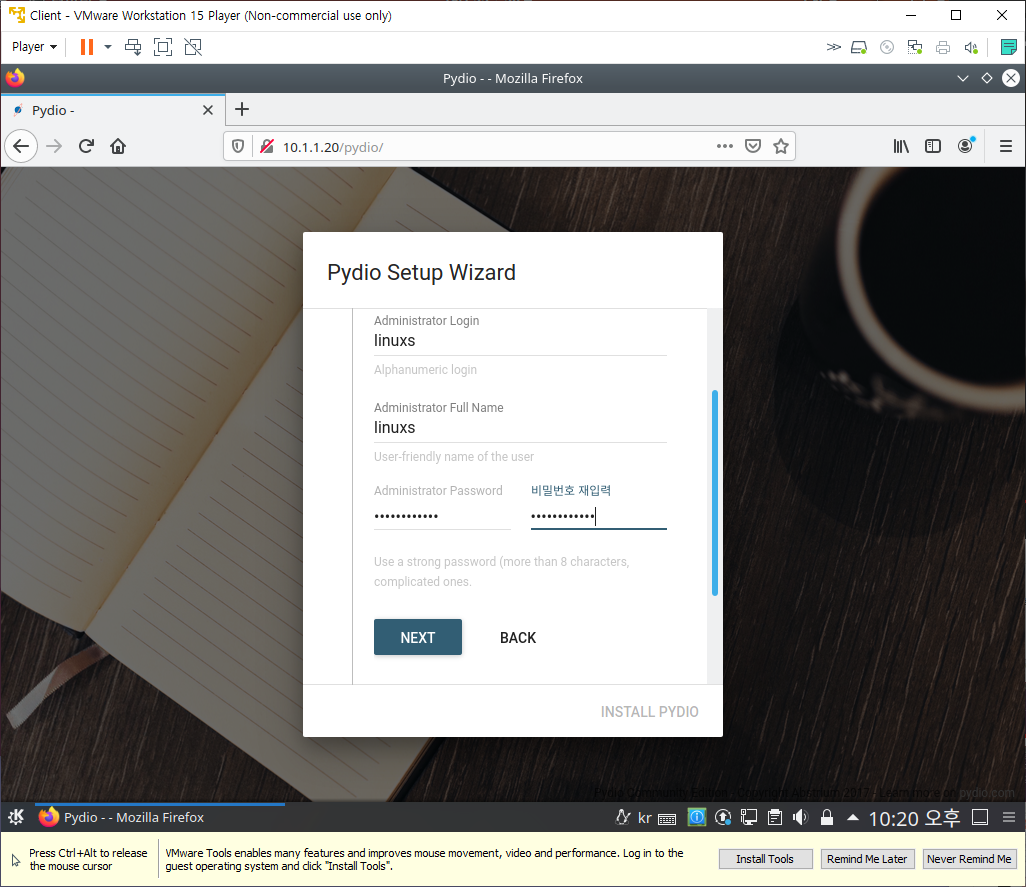 Client - VMware Workstation 15 Player (Non-commercial use only)
Player
Pydio - - Mozilla Firefox
Pydio -
10.1.1.20/pydio/
Pydio Setup Wizard
Administrator Login
linuxs
Alphanumeric login
Administrator Full Name
linuxs
User-friendly name of the user
Administrator Password
비밀번호 재입력
••••••••••••
••••••••••••
Use a strong password (more than 8 characters,
complicated ones.
NEXT
BACK
INSTALL PYDIO
Pydio Community Edition - Copyright Abstrium 2017 - Learn more on pydio.com
Pydio - - Mozilla Firefox
kr
10:20 오후
Press Ctrl+Alt to release
the mouse cursor
VMware Tools enables many features and improves mouse movement, video and performance. Log in to the
guest operating system and click "Install Tools".
Install Tools
Remind Me Later
Never Remind Me